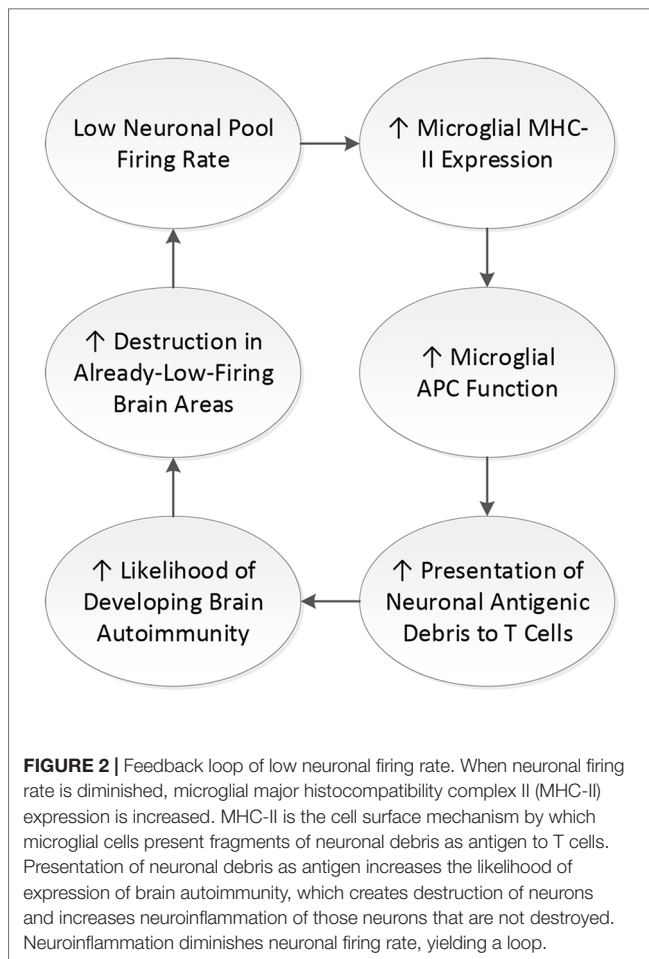 Low Neuronal Pool
Firing Rate
↑ Microglial MHC-
II Expression
↑ Microglial
APC Function
↑ Presentation of
Neuronal Antigenic
Debris to T Cells
↑ Likelihood of
Developing Brain
Autoimmunity
↑ Destruction in
Already-Low-Firing
Brain Areas
FIGURE 2 | Feedback loop of low neuronal firing rate. When neuronal firing
rate is diminished, microglial major histocompatibility complex II (MHC-II)
expression is increased. MHC-II is the cell surface mechanism by which
microglial cells present fragments of neuronal debris as antigen to T cells.
Presentation of neuronal debris as antigen increases the likelihood of
expression of brain autoimmunity, which creates destruction of neurons
and increases neuroinflammation of those neurons that are not destroyed.
Neuroinflammation diminishes neuronal firing rate, yielding a loop.